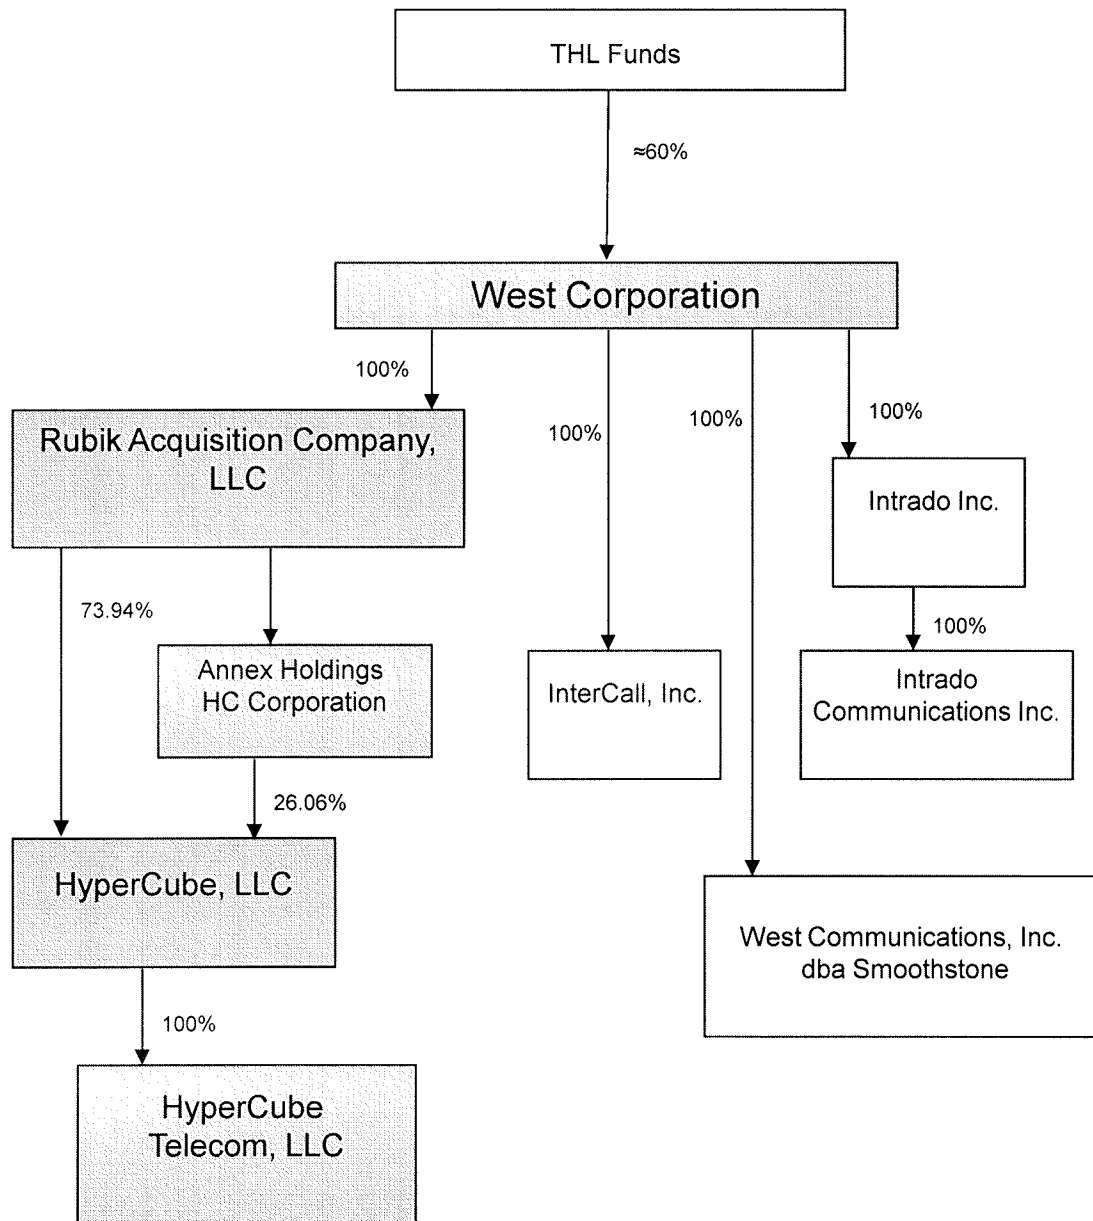 THL Funds
≈60%
West Corporation
100%
100%
100%
100%
Rubik Acquisition Company,
LLC
Intrado Inc.
73.94%
100%
Annex Holdings
HC Corporation
InterCall, Inc.
Intrado
Communications Inc.
26.06%
HyperCube, LLC
West Communications, Inc.
dba Smoothstone
100%
HyperCube
Telecom, LLC